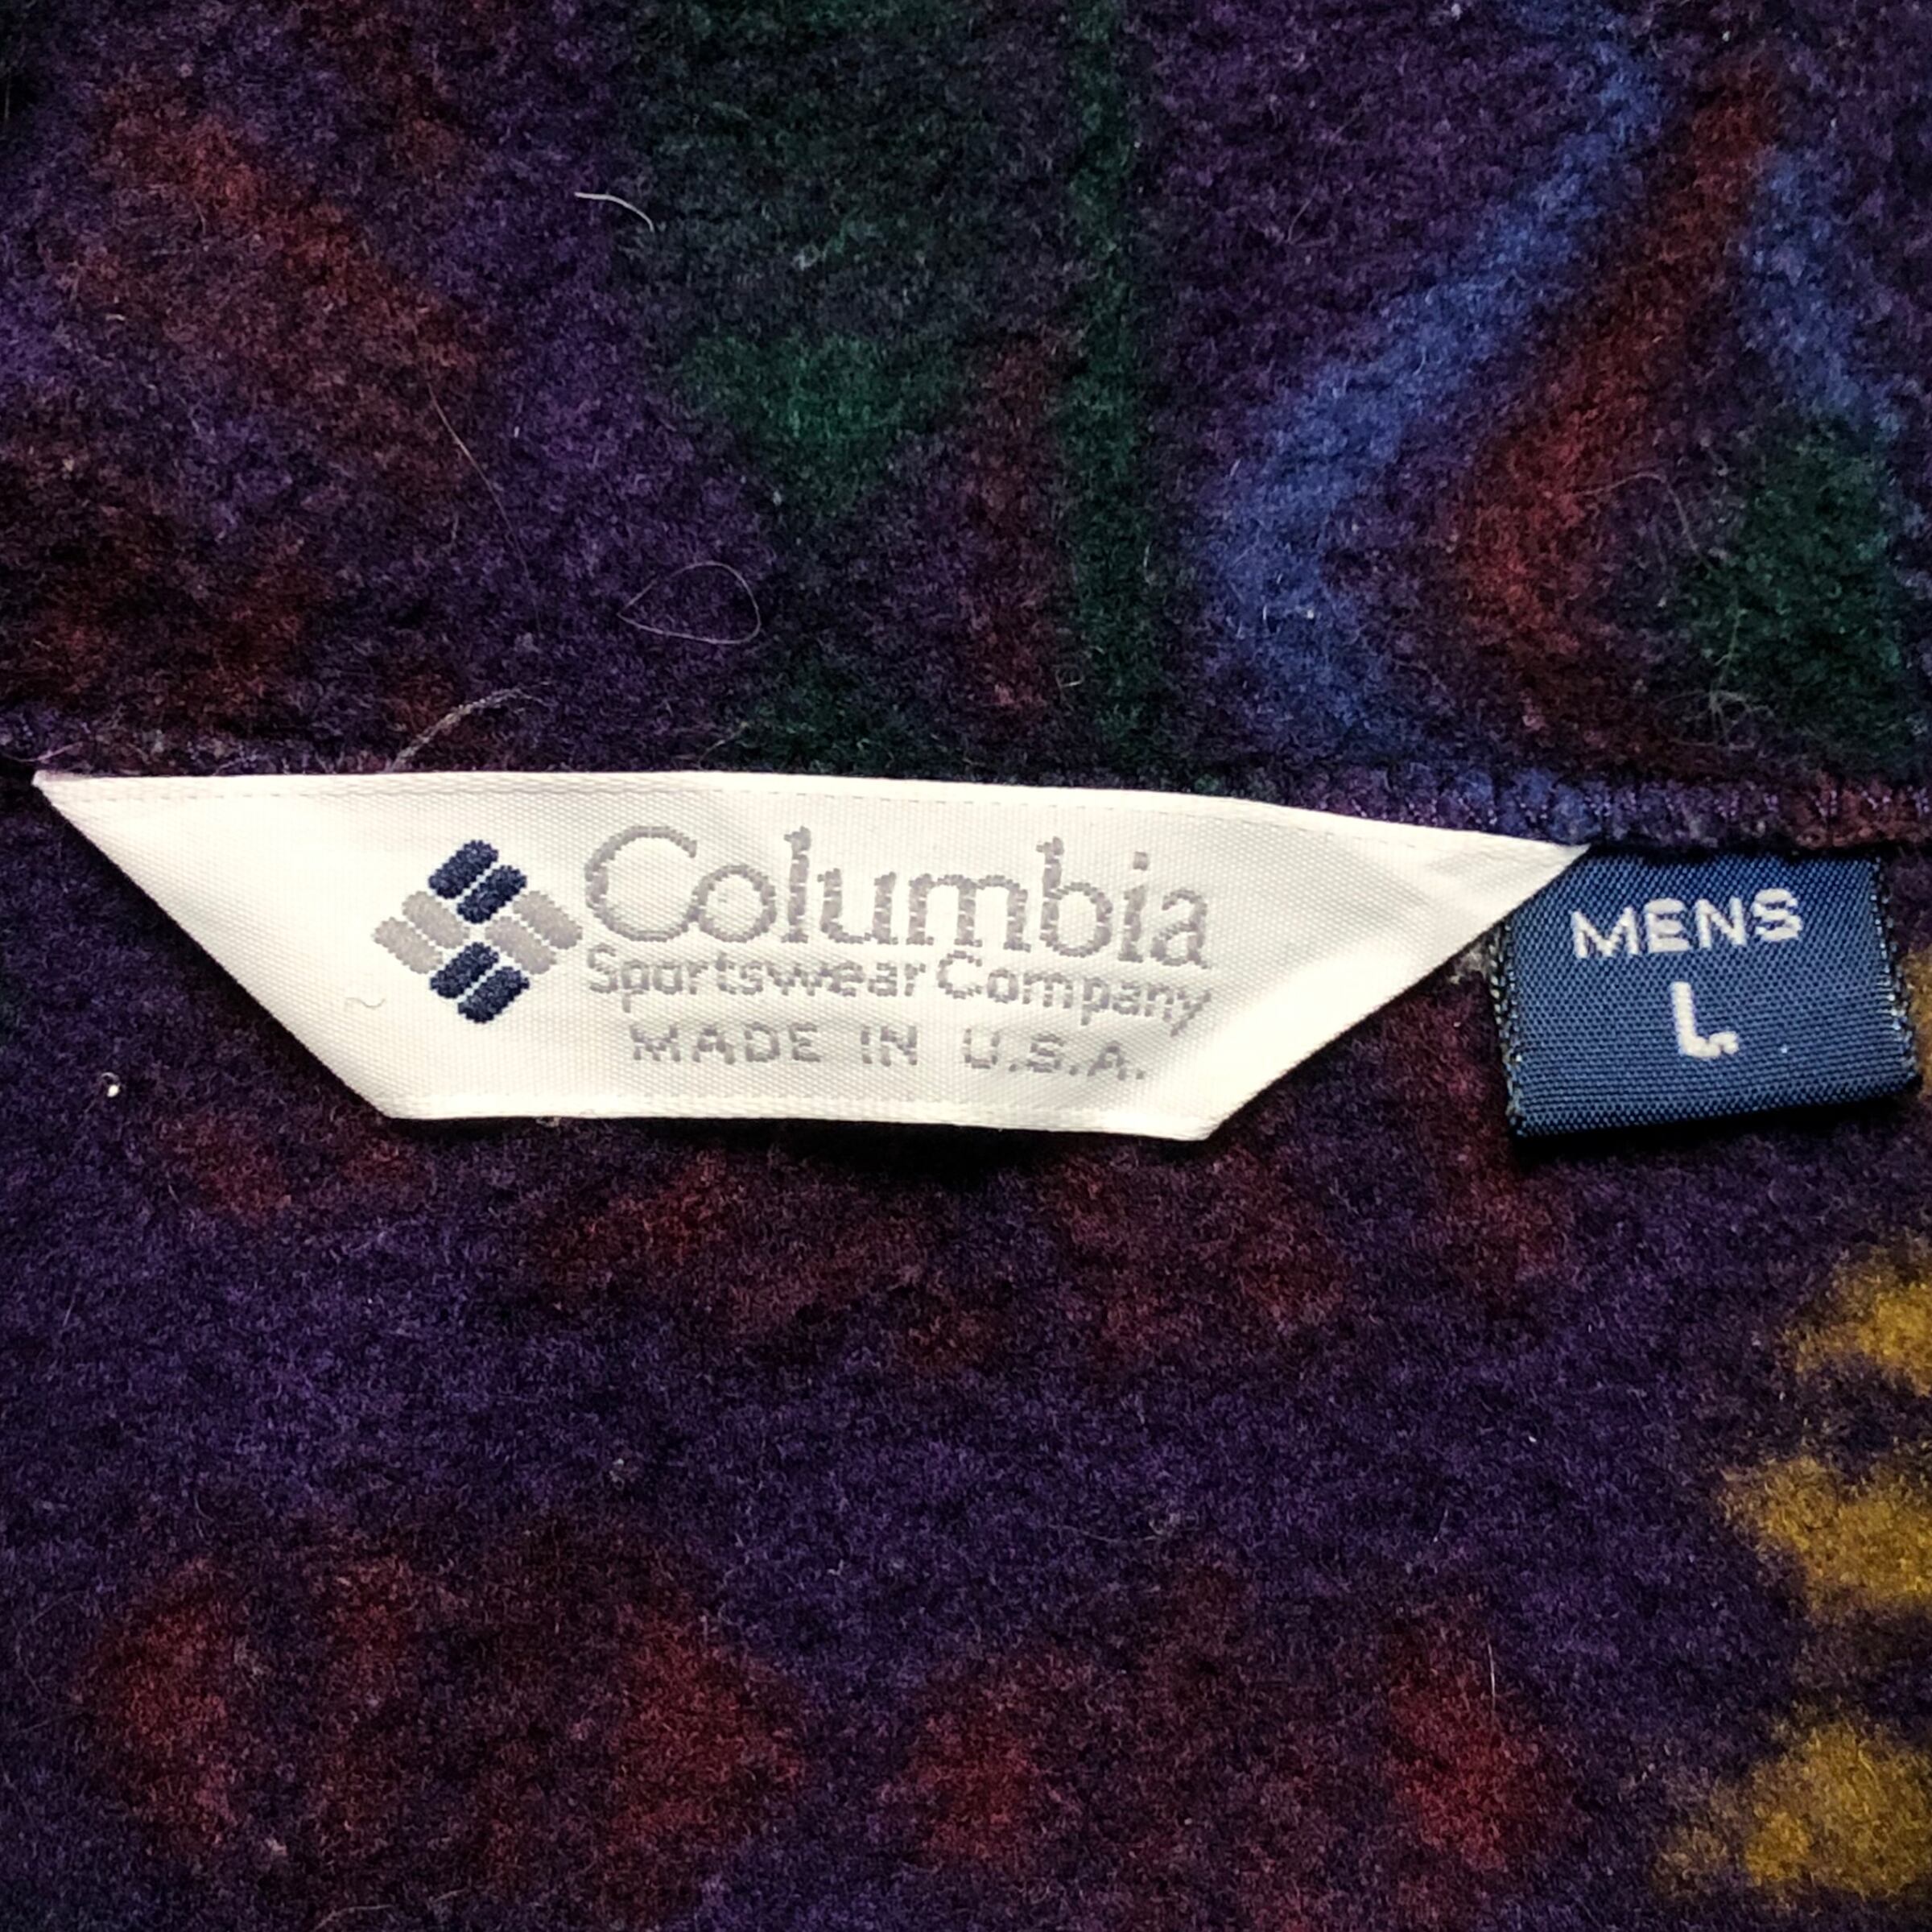 Columbia
Sportswear Company
MADE IN U.S.A.
MENS
L